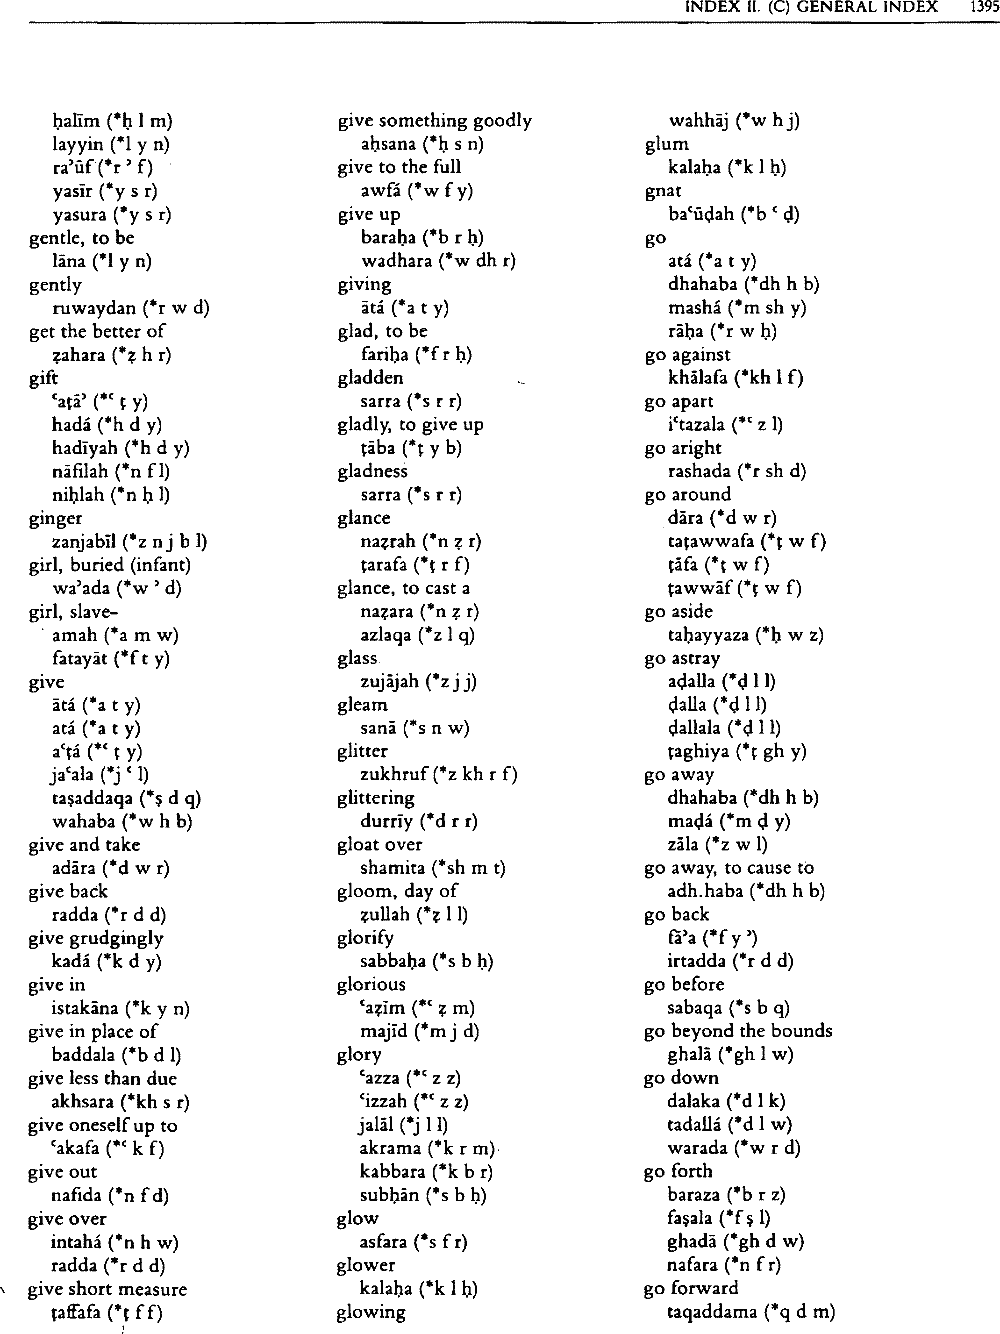 INDEX II. (C) GENERAL INDEX 1395
ḥalīm (*ḥ l m)
layyin (*l y n)
raʾūf (*r ʾ f)
yasīr (*y s r)
yasura (*y s r)
gentle, to be
lāna (*l y n)
gently
ruwaydan (*r w d)
get the better of
ẓahara (*ẓ h r)
gift
ʿaṭāʾ (*ʿ ṭ y)
hadá (*h d y)
hadīyah (*h d y)
nāfilah (*n f l)
niḥlah (*n ḥ l)
ginger
zanjabīl (*z n j b l)
girl, buried (infant)
waʾada (*w ʾ d)
girl, slave-
amah (*a m w)
fatayāt (*f t y)
give
ātá (*a t y)
atá (*a t y)
aʿṭá (*ʿ ṭ y)
jaʿala (*j ʿ l)
taṣaddaqa (*ṣ d q)
wahaba (*w h b)
give and take
adāra (*d w r)
give back
radda (*r d d)
give grudgingly
kadá (*k d y)
give in
istakāna (*k y n)
give in place of
baddala (*b d l)
give less than due
akhsara (*kh s r)
give oneself up to
ʿakafa (*ʿ k f)
give out
nafida (*n f d)
give over
intahá (*n h w)
radda (*r d d)
give short measure
ṭaffafa (*ṭ f f)
give something goodly
aḥsana (*ḥ s n)
give to the full
awfá (*w f y)
give up
baraḥa (*b r ḥ)
wadhara (*w dh r)
giving
ātá (*a t y)
glad, to be
fariḥa (*f r ḥ)
gladden
sarra (*s r r)
gladly, to give up
ṭāba (*ṭ y b)
gladness
sarra (*s r r)
glance
naẓrah (*n ẓ r)
ṭarafa (*ṭ r f)
glance, to cast a
naẓara (*n ẓ r)
azlaqa (*z l q)
glass
zujājah (*z j j)
gleam
sanā (*s n w)
glitter
zukhruf (*z kh r f)
glittering
durrīy (*d r r)
gloat over
shamita (*sh m t)
gloom, day of
ẓullah (*ẓ l l)
glorify
sabbaḥa (*s b ḥ)
glorious
ʿaẓīm (*ʿ ẓ m)
majīd (*m j d)
glory
ʿazza (*ʿ z z)
ʿizzah (*ʿ z z)
jalāl (*j l l)
akrama (*k r m)
kabbara (*k b r)
subḥān (*s b ḥ)
glow
asfara (*s f r)
glower
kalaḥa (*k l ḥ)
glowing
wahhāj (*w h j)
glum
kalaḥa (*k l ḥ)
gnat
baʿūḍah (*b ʿ ḍ)
go
atá (*a t y)
dhahaba (*dh h b)
mashá (*m sh y)
rāḥa (*r w ḥ)
go against
khālafa (*kh l f)
go apart
iʿtazala (*ʿ z l)
go aright
rashada (*r sh d)
go around
dāra (*d w r)
taṭawwafa (*ṭ w f)
ṭāfa (*ṭ w f)
ṭawwāf (*ṭ w f)
go aside
taḥayyaza (*ḥ w z)
go astray
aḍalla (*ḍ l l)
ḍalla (*ḍ l l)
ḍallala (*ḍ l l)
ṭaghiya (*ṭ gh y)
go away
dhahaba (*dh h b)
maḍá (*m ḍ y)
zāla (*z w l)
go away, to cause to
adh.haba (*dh h b)
go back
fāʾa (*f y ʾ)
irtadda (*r d d)
go before
sabaqa (*s b q)
go beyond the bounds
ghalā (*gh l w)
go down
dalaka (*d l k)
tadallá (*d l w)
warada (*w r d)
go forth
baraza (*b r z)
faṣala (*f ṣ l)
ghadā (*gh d w)
nafara (*n f r)
go forward
taqaddama (*q d m)